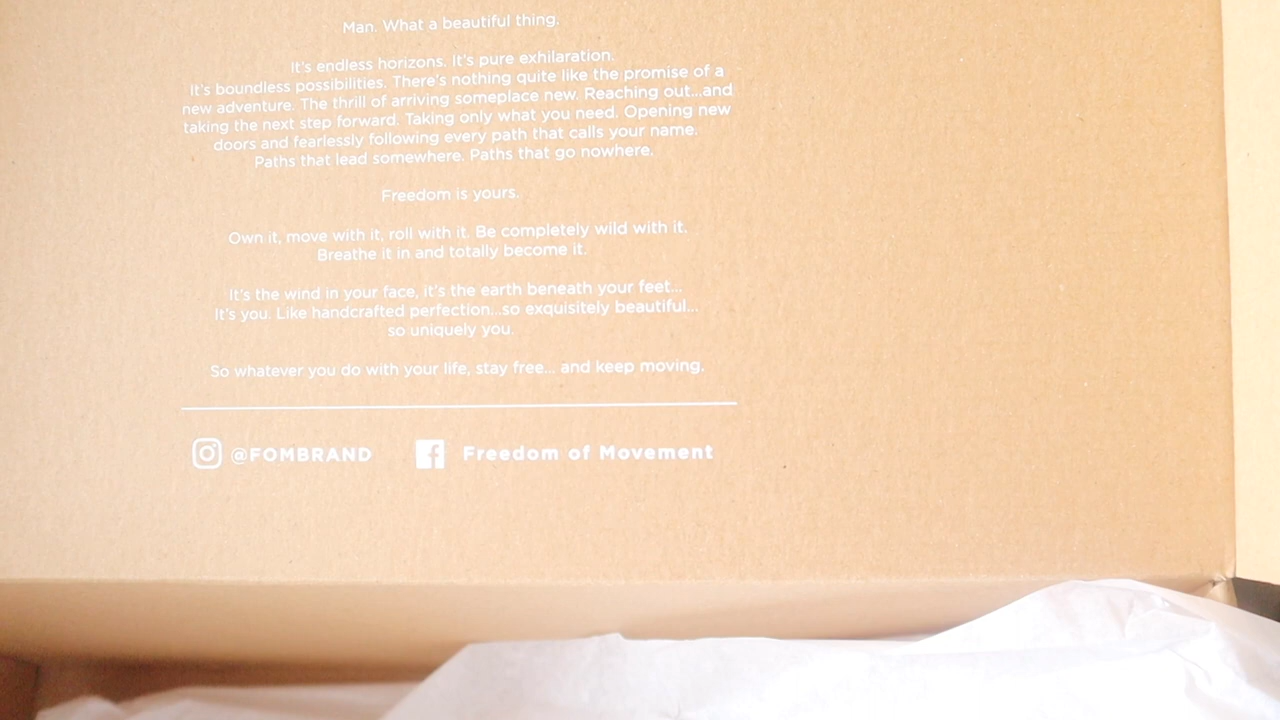 Man. What a beautiful thing.
It's endless horizons. It's pure exhilaration.
It's boundless possibilities. There's nothing quite like the promise of a
new adventure. The thrill of arriving someplace new. Reaching out...and
taking the next step forward. Taking only what you need. Opening new
doors and fearlessly following every path that calls your name.
Paths that lead somewhere. Paths that go nowhere.
Freedom is yours.
Own it, move with it, roll with it. Be completely wild with it.
Breathe it in and totally become it.
It's the wind in your face, it's the earth beneath your feet...
It's you. Like handcrafted perfection...so exquisitely beautiful...
so uniquely you.
So whatever you do with your life, stay free... and keep moving.
@FOMBRAND Freedom of Movement